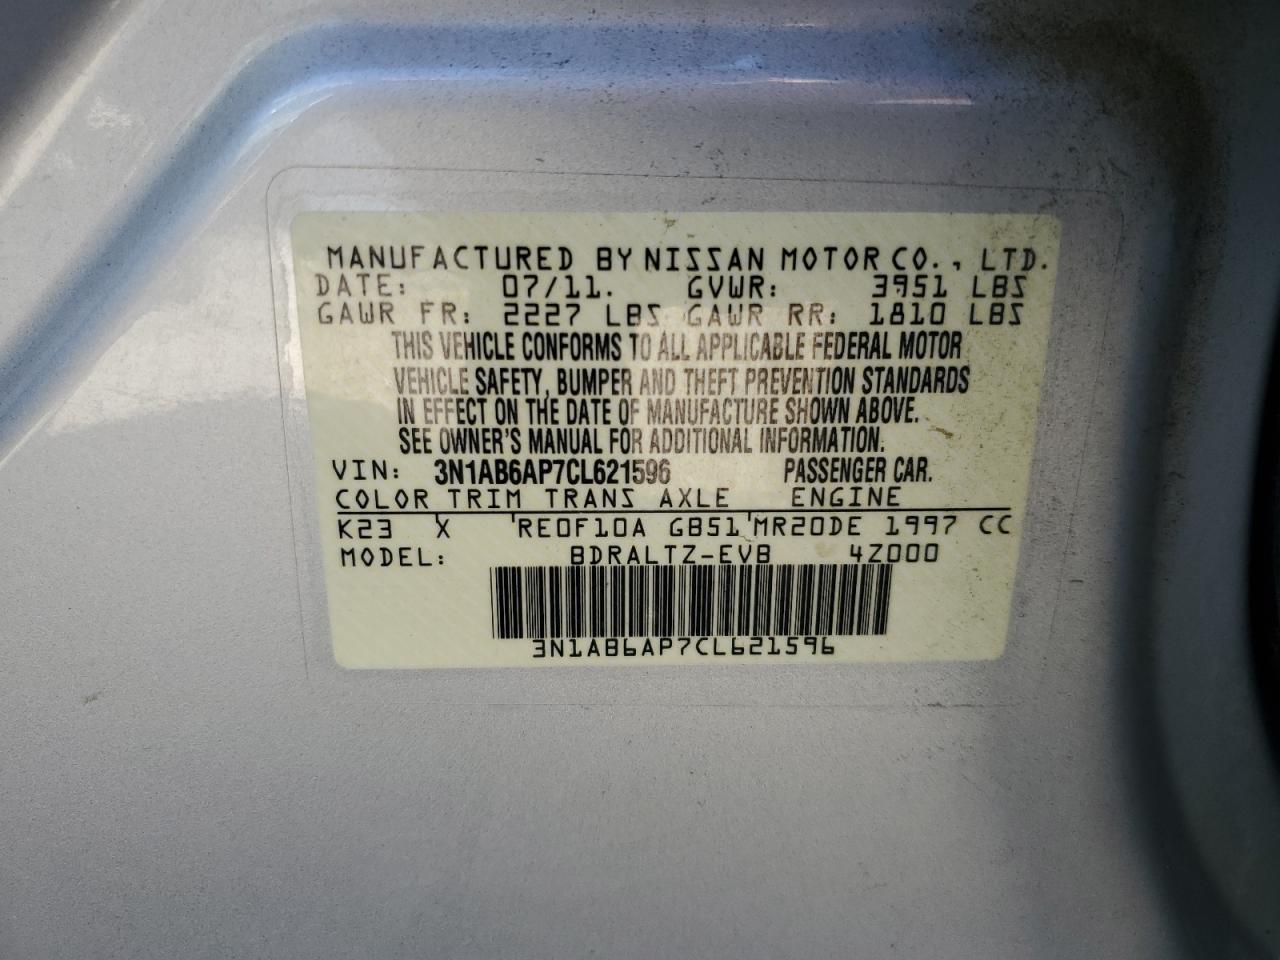 MANUFACTURED BY NISSAN MOTOR CO., LTD.
DATE: 07/11. GVWR: 3951 LBS
GAWR FR: 2227 LBS GAWR RR: 1810 LBS
THIS VEHICLE CONFORMS TO ALL APPLICABLE FEDERAL MOTOR
VEHICLE SAFETY, BUMPER AND THEFT PREVENTION STANDARDS
IN EFFECT ON THE DATE OF MANUFACTURE SHOWN ABOVE.
SEE OWNER'S MANUAL FOR ADDITIONAL INFORMATION.
VIN: 3N1AB6AP7CL621596 PASSENGER CAR.
COLOR TRIM TRANS AXLE ENGINE
K23 X RE0F10A GB51 MR20DE 1997 CC
MODEL: BDRALTZ-EVB 4Z000
3N1AB6AP7CL621596